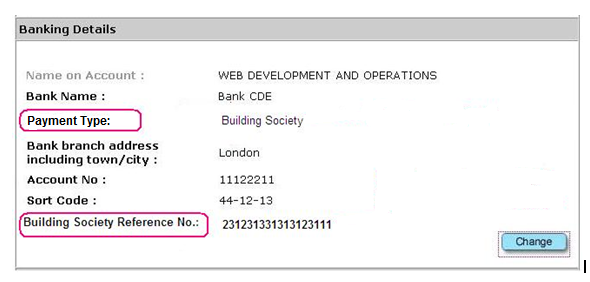 Banking Details
Name on Account : WEB DEVELOPMENT AND OPERATIONS
Bank Name : Bank CDE
Payment Type: Building Society
Bank branch address
including town/city : London
Account No : 11122211
Sort Code : 44-12-13
Building Society Reference No.: 231231331313123111
Change